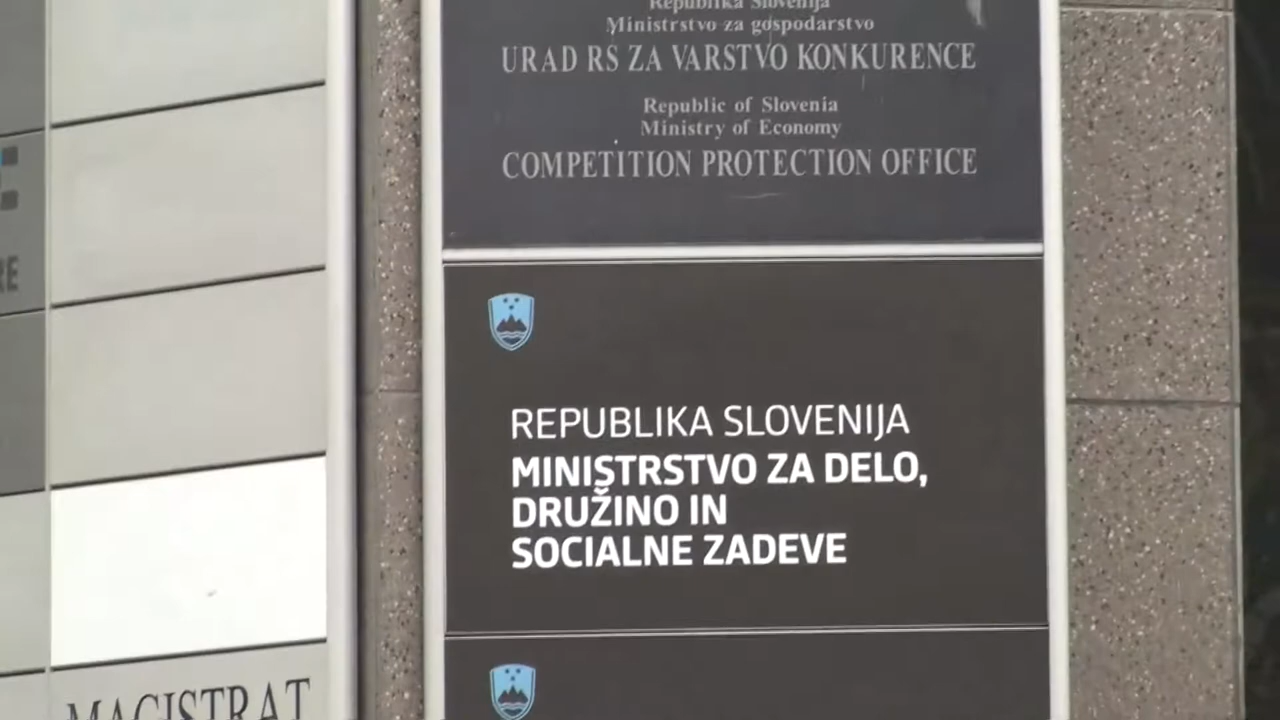 Republika Slovenija
Ministrstvo za gospodarstvo
URAD RS ZA VARSTVO KONKURENCE
Republic of Slovenia
Ministry of Economy
COMPETITION PROTECTION OFFICE
REPUBLIKA SLOVENIJA
MINISTRSTVO ZA DELO,
DRUŽINO IN
SOCIALNE ZADEVE
RE
MAGISTRAT